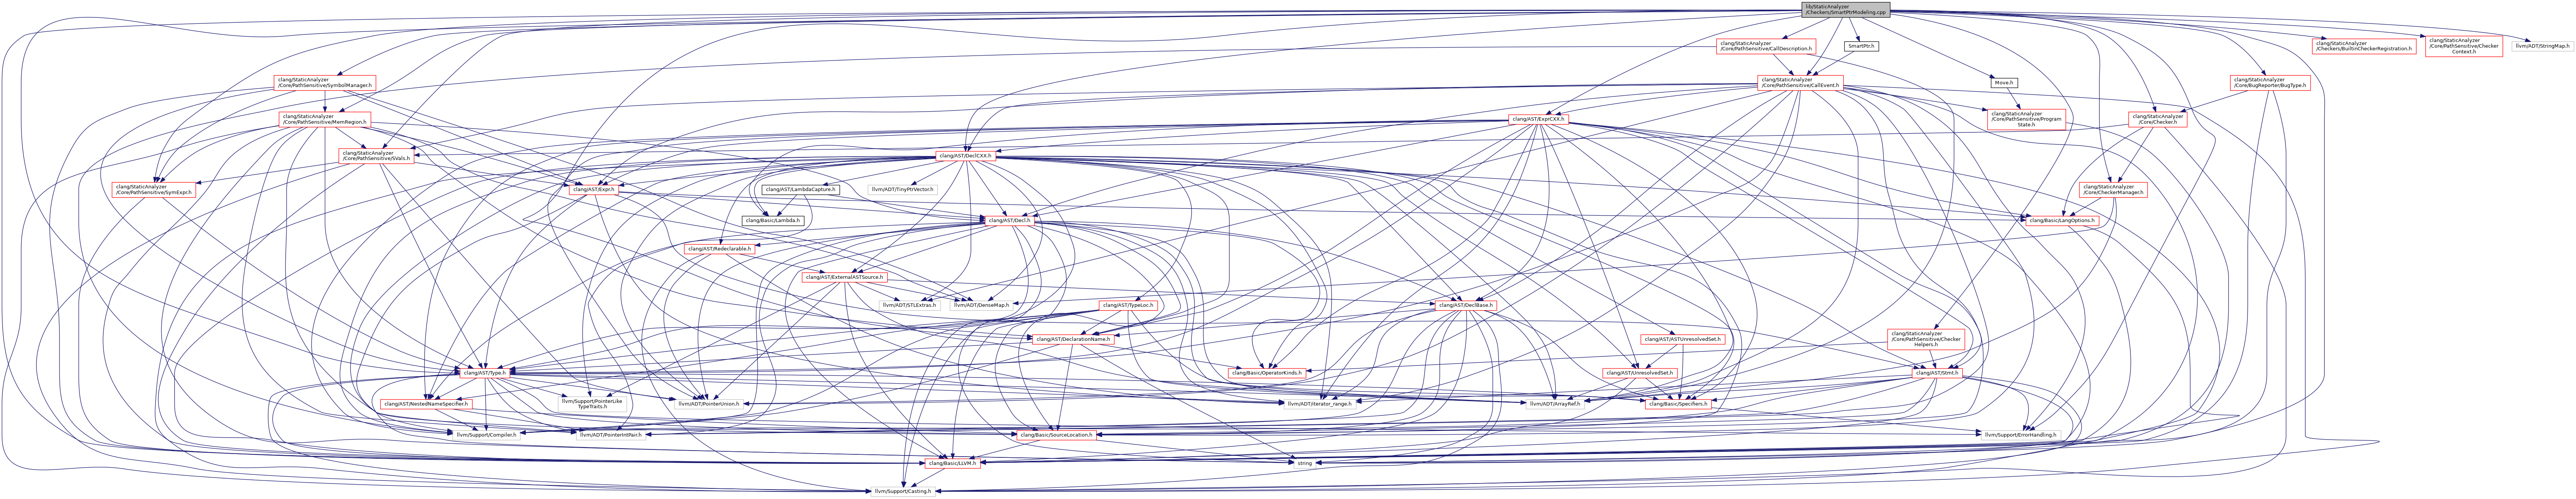 lib/StaticAnalyzer
/Checkers/SmartPtrModeling.cpp
clang/StaticAnalyzer
/Core/PathSensitive/CallDescription.h
SmartPtr.h
clang/StaticAnalyzer
/Checkers/BuiltinCheckerRegistration.h
clang/StaticAnalyzer
/Core/PathSensitive/Checker
Context.h
llvm/ADT/StringMap.h
clang/StaticAnalyzer
/Core/PathSensitive/SymbolManager.h
clang/StaticAnalyzer
/Core/PathSensitive/CallEvent.h
Move.h
clang/StaticAnalyzer
/Core/BugReporter/BugType.h
clang/StaticAnalyzer
/Core/PathSensitive/MemRegion.h
clang/AST/ExprCXX.h
clang/StaticAnalyzer
/Core/PathSensitive/Program
State.h
clang/StaticAnalyzer
/Core/Checker.h
clang/StaticAnalyzer
/Core/PathSensitive/SVals.h
clang/AST/DeclCXX.h
clang/StaticAnalyzer
/Core/PathSensitive/SymExpr.h
clang/AST/Expr.h
clang/AST/LambdaCapture.h
llvm/ADT/TinyPtrVector.h
clang/StaticAnalyzer
/Core/CheckerManager.h
clang/Basic/Lambda.h
clang/AST/Decl.h
clang/Basic/LangOptions.h
clang/AST/Redeclarable.h
clang/AST/ExternalASTSource.h
llvm/ADT/STLExtras.h
llvm/ADT/DenseMap.h
clang/AST/TypeLoc.h
clang/AST/DeclBase.h
clang/AST/DeclarationName.h
clang/AST/ASTUnresolvedSet.h
clang/StaticAnalyzer
/Core/PathSensitive/Checker
Helpers.h
clang/AST/Type.h
clang/Basic/OperatorKinds.h
clang/AST/UnresolvedSet.h
clang/AST/Stmt.h
clang/AST/NestedNameSpecifier.h
llvm/Support/PointerLike
TypeTraits.h
llvm/ADT/PointerUnion.h
llvm/ADT/iterator_range.h
llvm/ADT/ArrayRef.h
clang/Basic/Specifiers.h
llvm/Support/Compiler.h
llvm/ADT/PointerIntPair.h
clang/Basic/SourceLocation.h
llvm/Support/ErrorHandling.h
clang/Basic/LLVM.h
string
llvm/Support/Casting.h